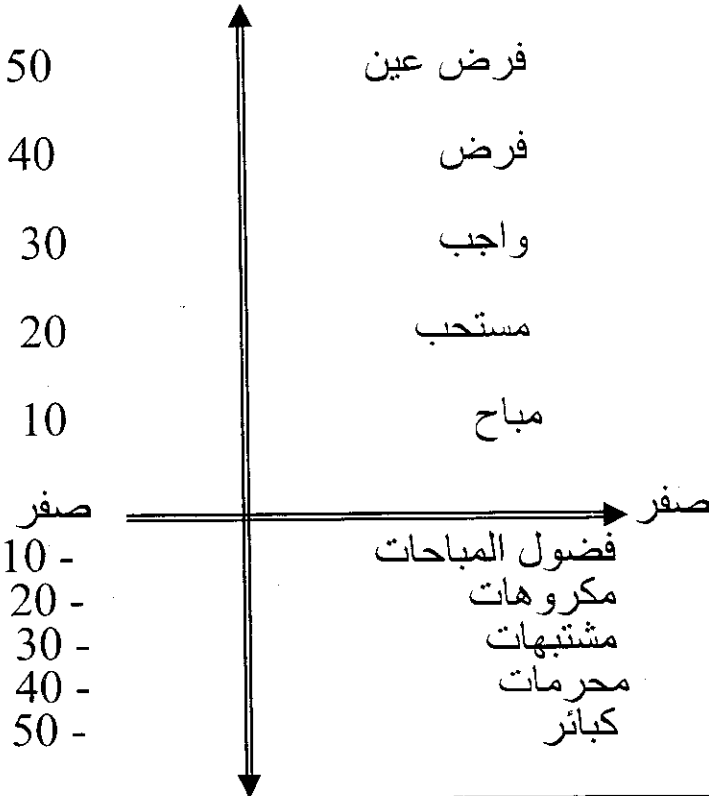 فرض عين 50
فرض 40
واجب 30
مستحب 20
مباح 10
صفر صفر
فضول المباحات 10 -
مكروهات 20 -
مشتبهات 30 -
محرمات 40 -
كبائر 50 -